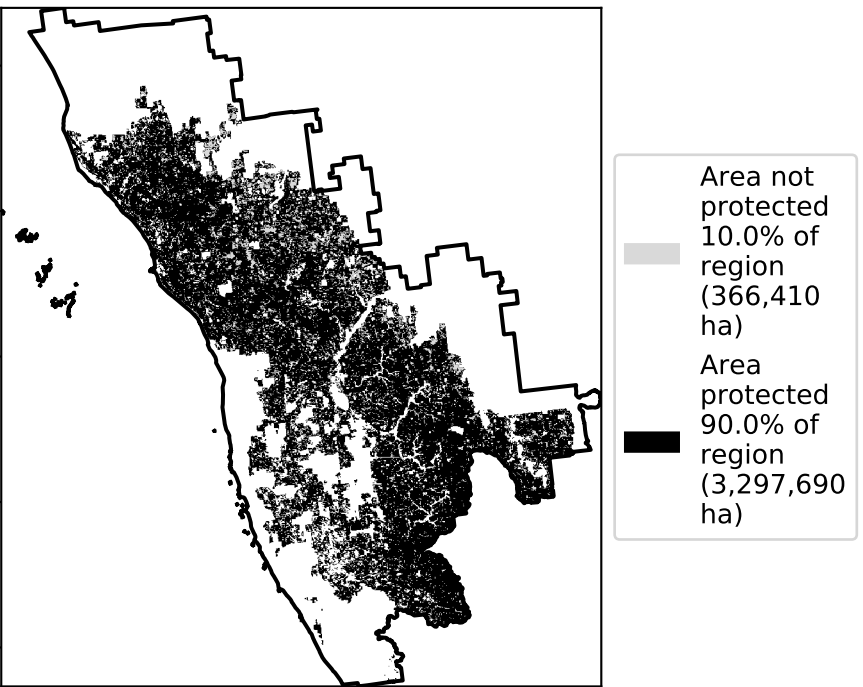 Area not
protected
10.0% of
region
(366,410
ha)
Area
protected
90.0% of
region
(3,297,690
ha)